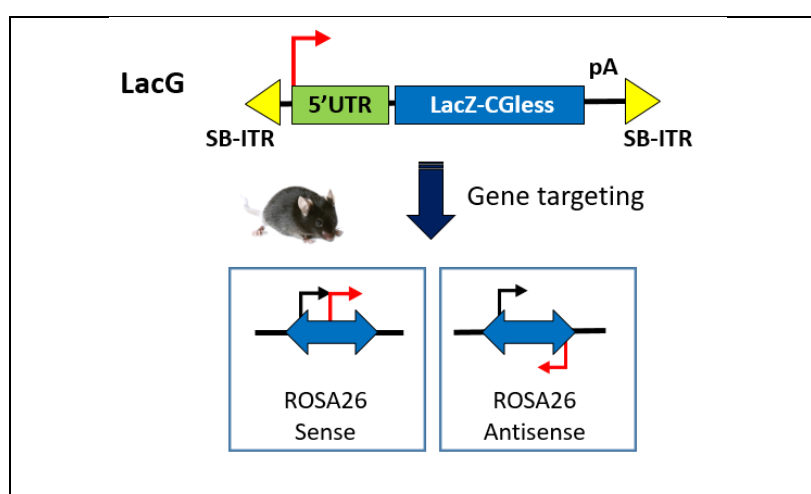 LacG
pA
5'UTR
LacZ-CGless
SB-ITR
SB-ITR
Gene targeting
ROSA26
Sense
ROSA26
Antisense